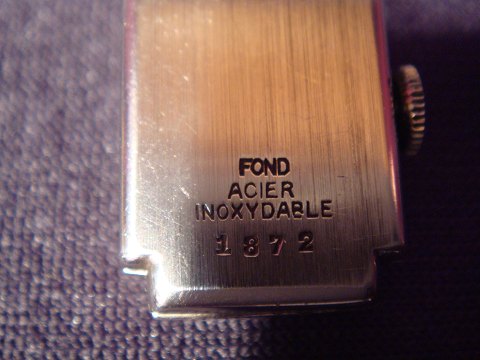 FOND
ACIER
INOXYDABLE
1872